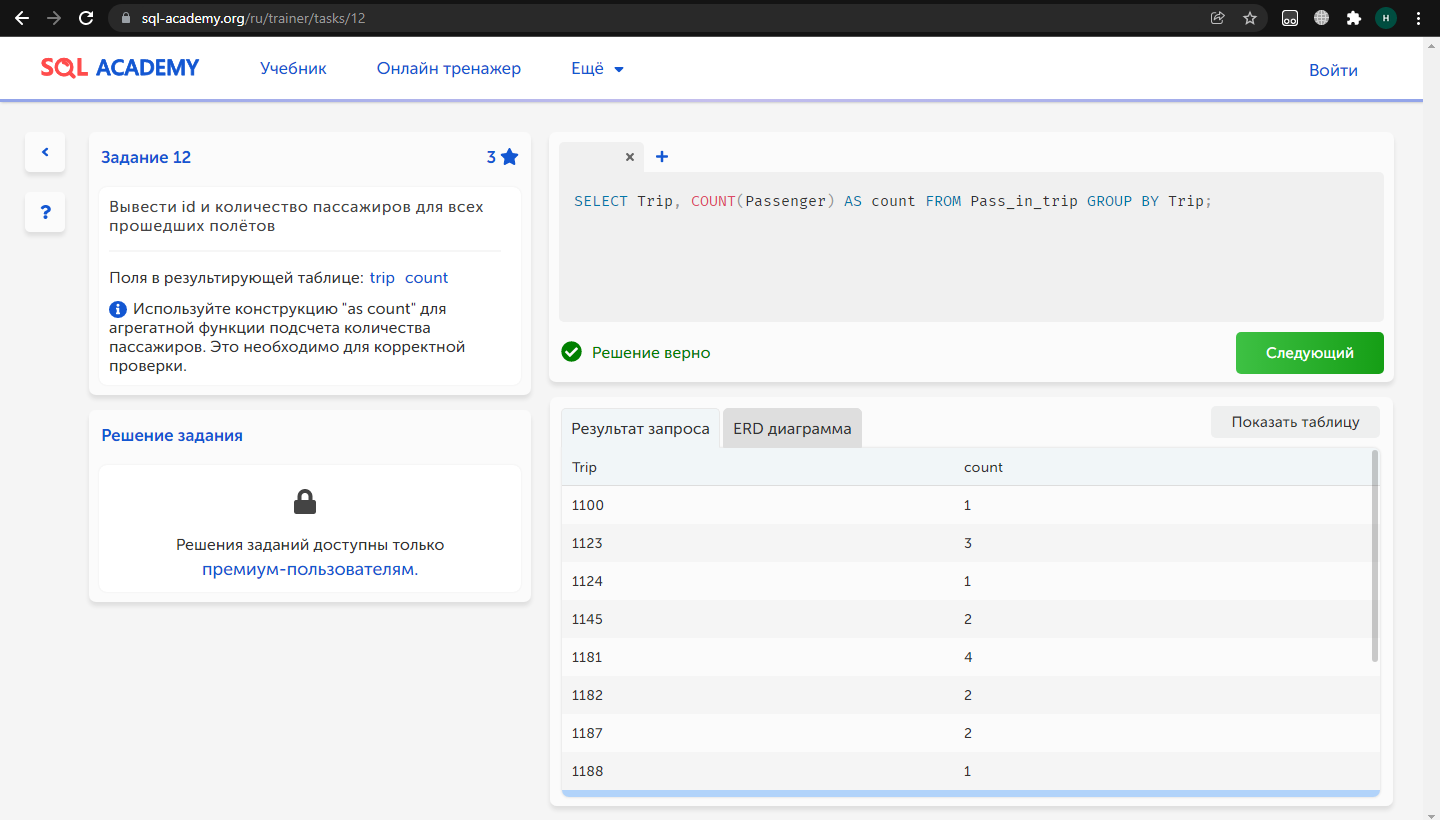 sql-academy.org/ru/trainer/tasks/12
H
SQL ACADEMY
Учебник
Онлайн тренажер
Ещё
Войти
Задание 12
3
?
Вывести id и количество пассажиров для всех
прошедших полётов
Поля в результирующей таблице: trip count
Используйте конструкцию "as count" для
агрегатной функции подсчета количества
пассажиров. Это необходимо для корректной
проверки.
Решение задания
Решения заданий доступны только
премиум-пользователям.
SELECT Trip, COUNT(Passenger) AS count FROM Pass_in_trip GROUP BY Trip;
Решение верно
Следующий
Результат запроса
ERD диаграмма
Показать таблицу
Trip count
1100 1
1123 3
1124 1
1145 2
1181 4
1182 2
1187 2
1188 1